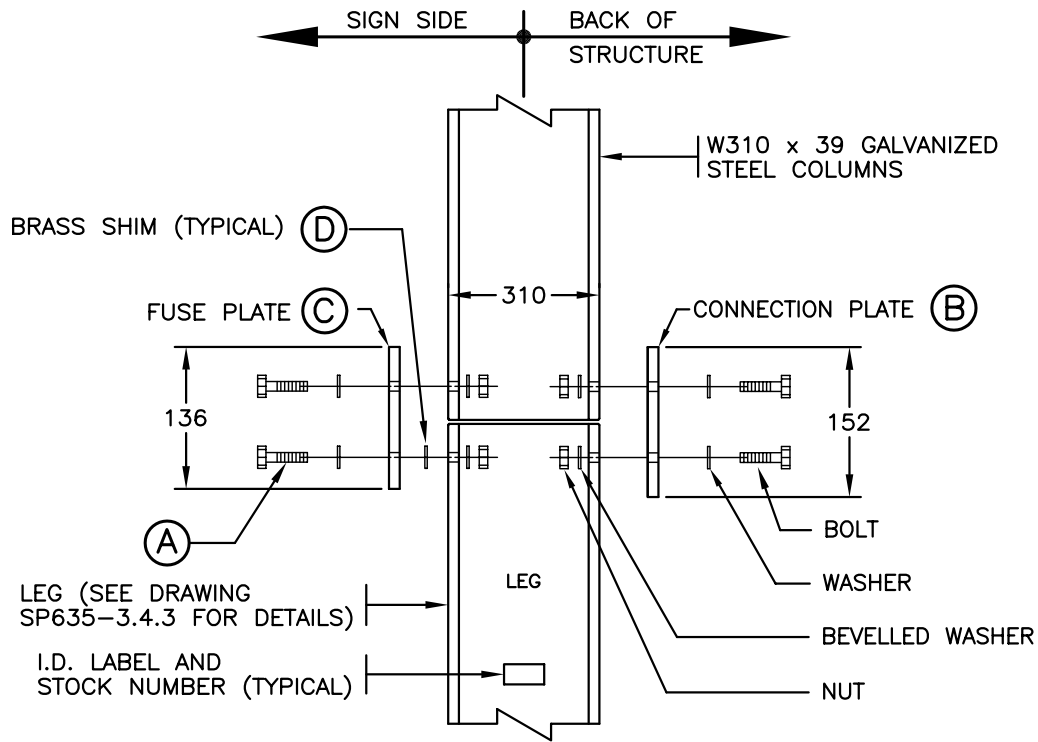 SIGN SIDE
BACK OF
STRUCTURE
W310 x 39 GALVANIZED
STEEL COLUMNS
BRASS SHIM (TYPICAL) D
310
FUSE PLATE C
CONNECTION PLATE B
136
152
A
BOLT
LEG
WASHER
LEG (SEE DRAWING
SP635-3.4.3 FOR DETAILS)
BEVELLED WASHER
I.D. LABEL AND
STOCK NUMBER (TYPICAL)
NUT